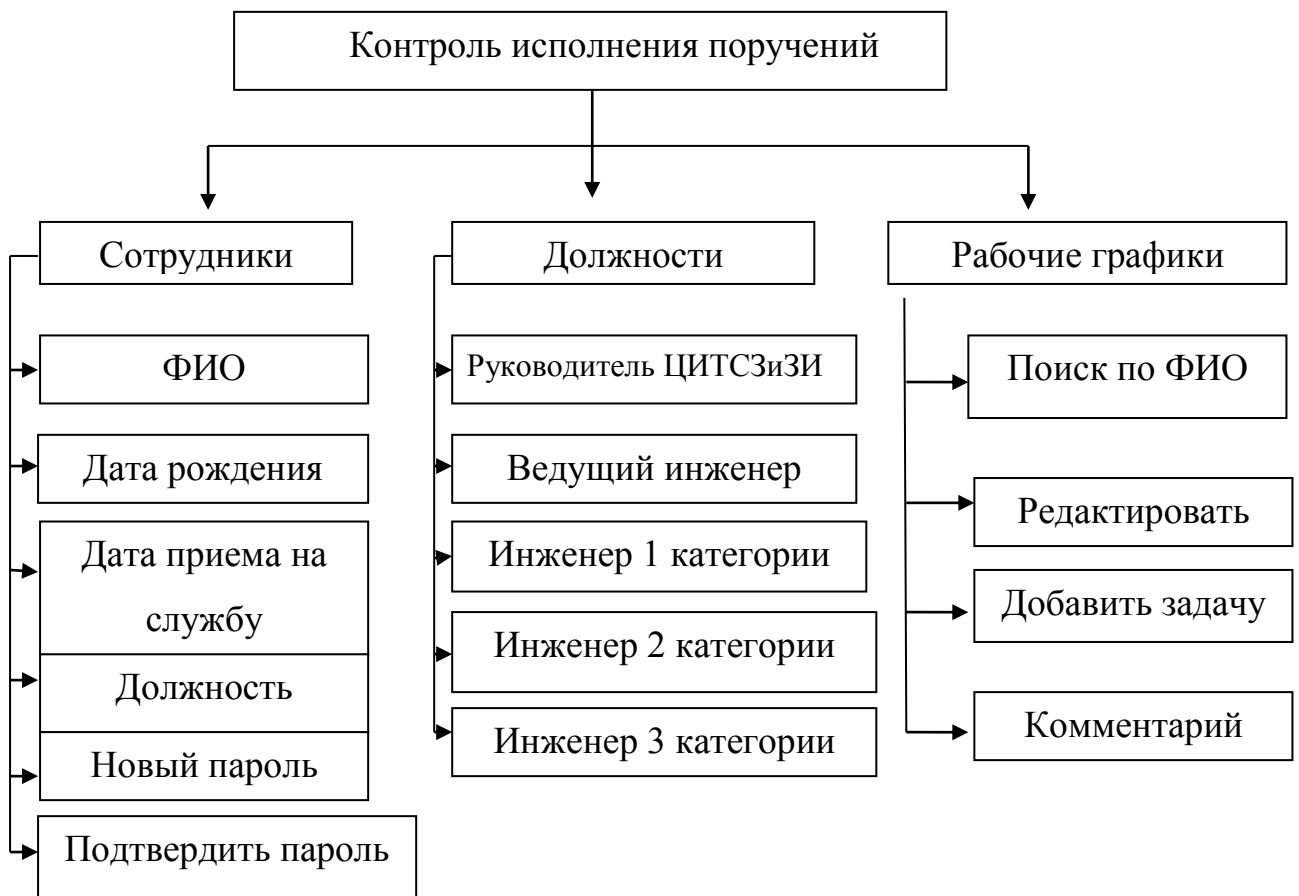 Контроль исполнения поручений
Сотрудники
ФИО
Дата рождения
Дата приема на
службу
Должность
Новый пароль
Подтвердить пароль
Должности
Руководитель ЦИТСЗиЗИ
Ведущий инженер
Инженер 1 категории
Инженер 2 категории
Инженер 3 категории
Рабочие графики
Поиск по ФИО
Редактировать
Добавить задачу
Комментарий